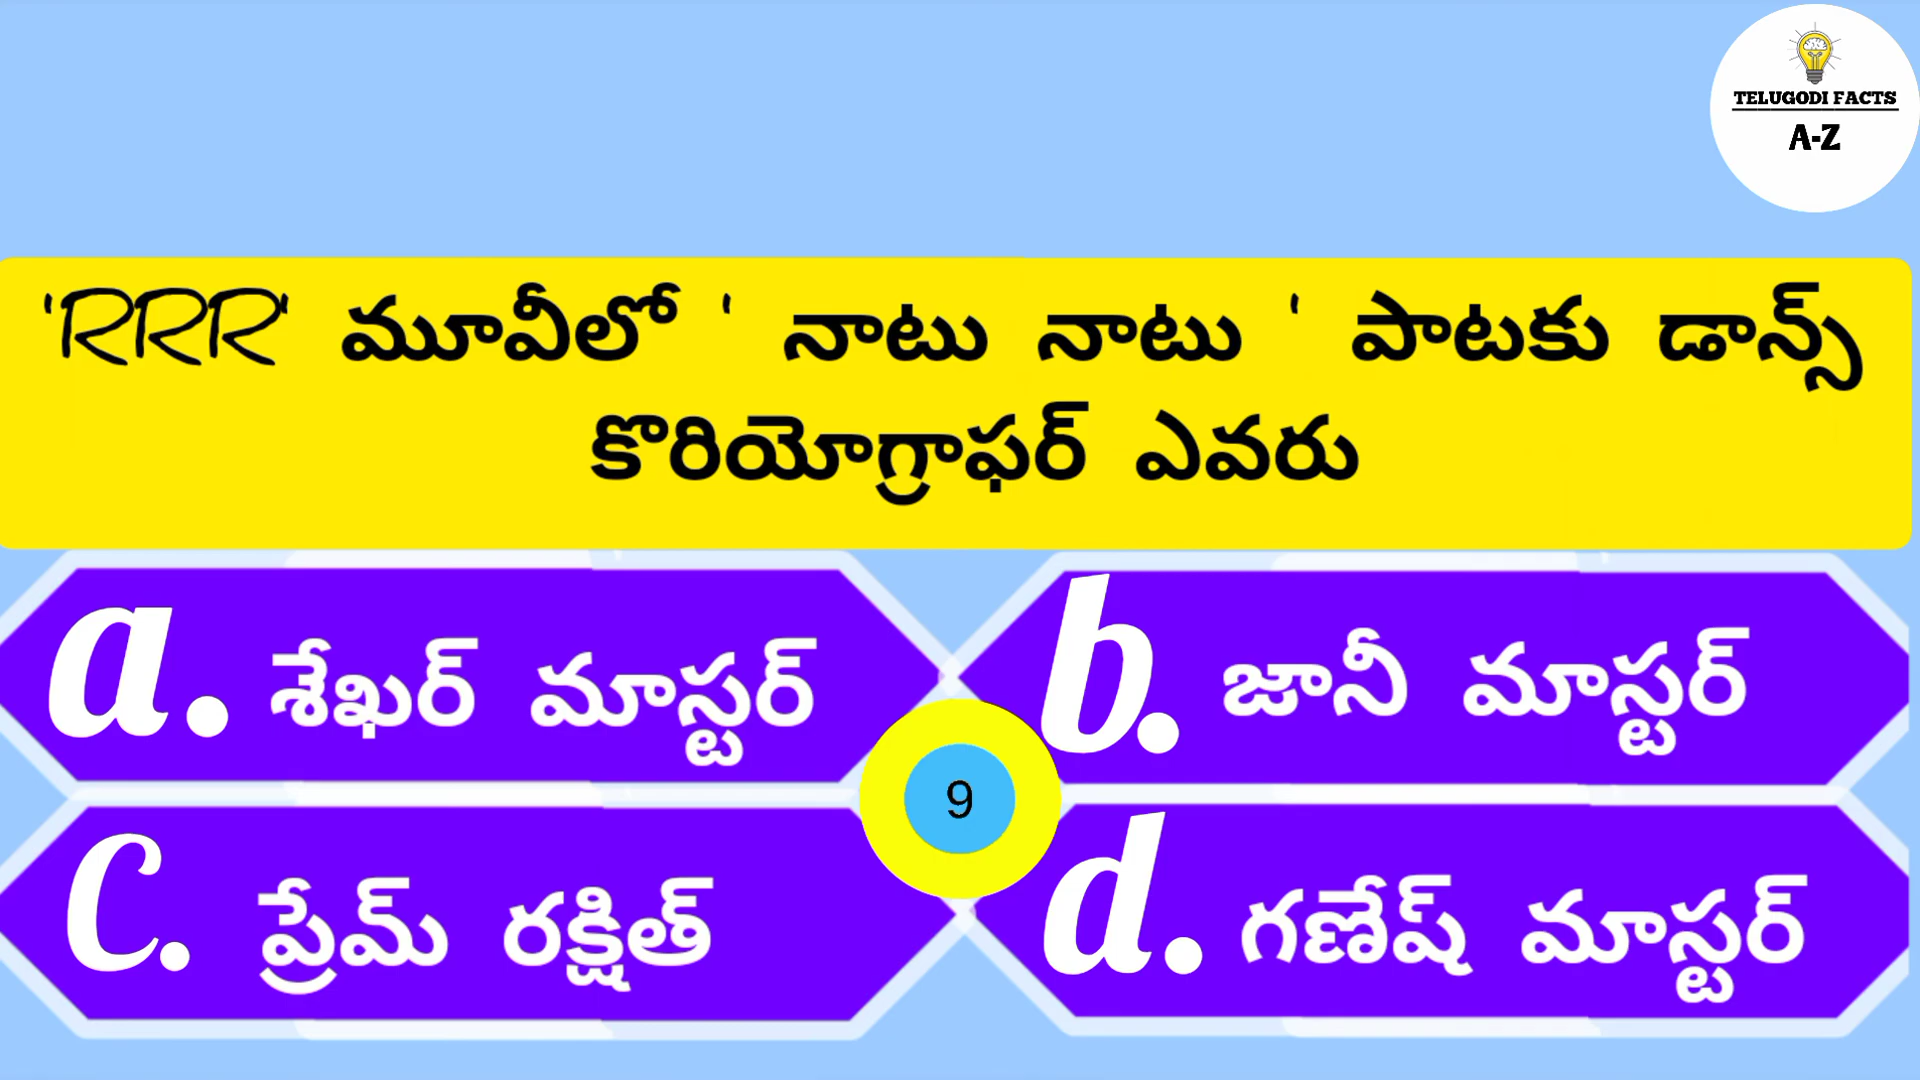 TELUGODI FACTS
A-Z
'RRR' మూవీలో ' నాటు నాటు ' పాటకు డాన్స్
కొరియోగ్రాఫర్ ఎవరు
a. శేఖర్ మాస్టర్
b. జానీ మాస్టర్
9
c. ప్రేమ్ రక్షిత్
d. గణేష్ మాస్టర్